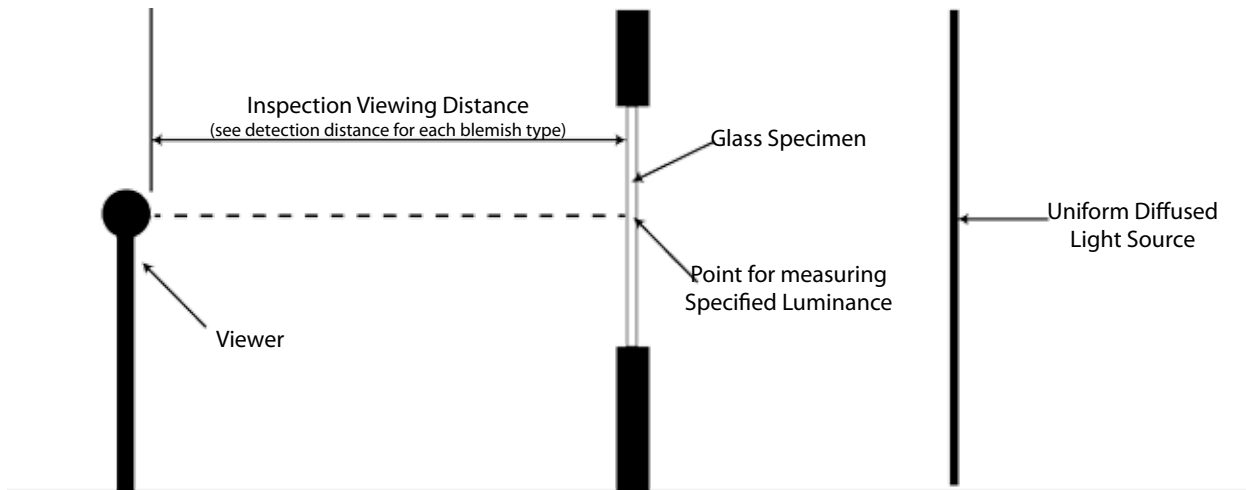 Inspection Viewing Distance
(see detection distance for each blemish type)
Glass Specimen
Uniform Diffused
Light Source
Point for measuring
Specified Luminance
Viewer